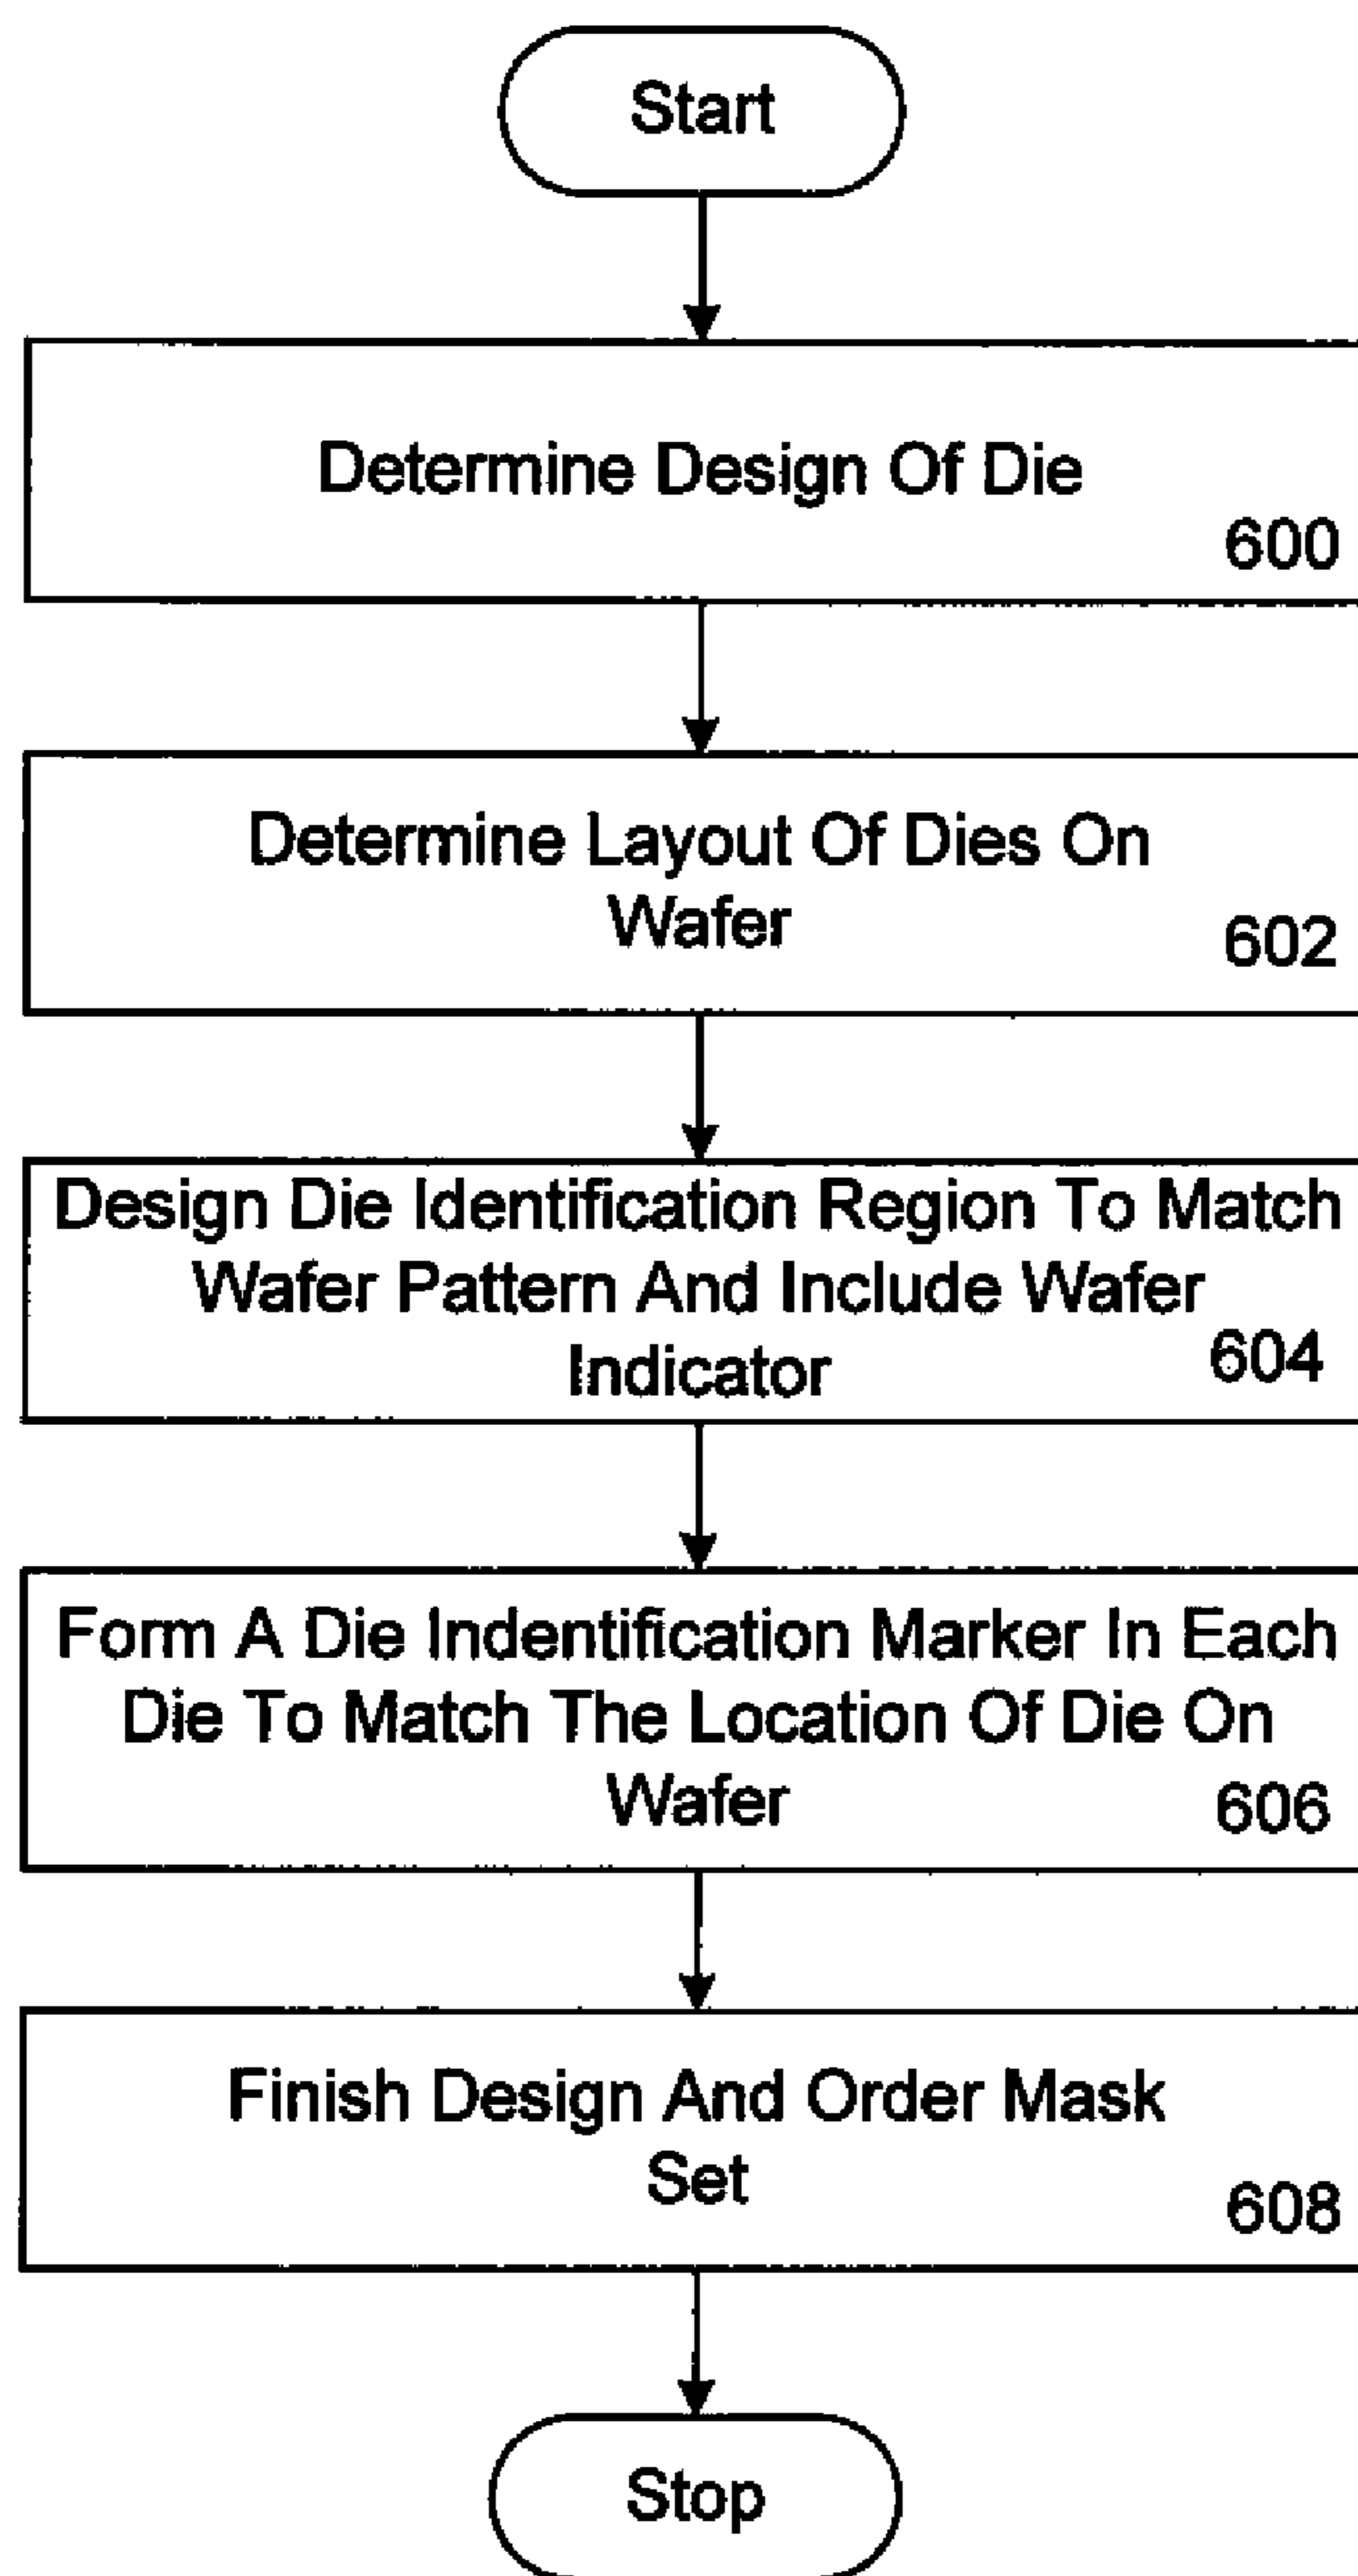 Start
Determine Design Of Die
600
Determine Layout Of Dies On
Wafer
602
Design Die Identification Region To Match
Wafer Pattern And Include Wafer
Indicator
604
Form A Die Indentification Marker In Each
Die To Match The Location Of Die On
Wafer
606
Finish Design And Order Mask
Set
608
Stop